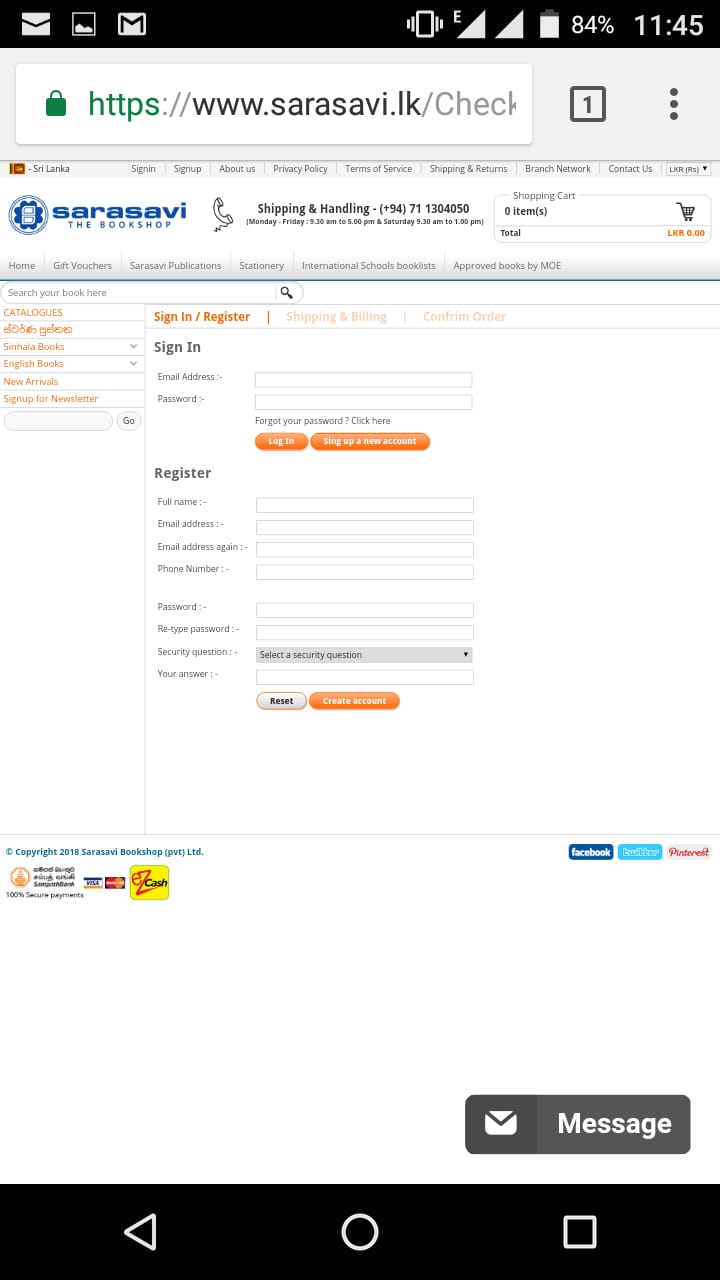 E 84% 11:45
https://www.sarasavi.lk/Check
1
- Sri Lanka Signin Signup About us Privacy Policy Terms of Service Shipping & Returns Branch Network Contact Us LKR (Rs)
sarasavi
THE BOOKSHOP
Shipping & Handling - (+94) 71 1304050
(Monday - Friday : 9.30 am to 5.00 pm & Saturday 9.30 am to 1.00 pm)
Shopping Cart
0 item(s)
Total LKR 0.00
Home Gift Vouchers Sarasavi Publications Stationery International Schools booklists Approved books by MOE
Search your book here
CATALOGUES
ස්වර්ණ පුස්තක
Sinhala Books
English Books
New Arrivals
Signup for Newsletter
Go
Sign In / Register | Shipping & Billing | Confrim Order
Sign In
Email Address :-
Password :-
Forgot your password ? Click here
Log In Sing up a new account
Register
Full name : -
Email address : -
Email address again : -
Phone Number : -
Password : -
Re-type password : -
Security question : - Select a security question
Your answer : -
Reset Create account
© Copyright 2018 Sarasavi Bookshop (pvt) Ltd.
facebook twitter Pinterest
සම්පත් බැංකුව
சம்பத் வங்கி
SampathBank
VISA MasterCard eZ Cash
100% Secure payments
Message